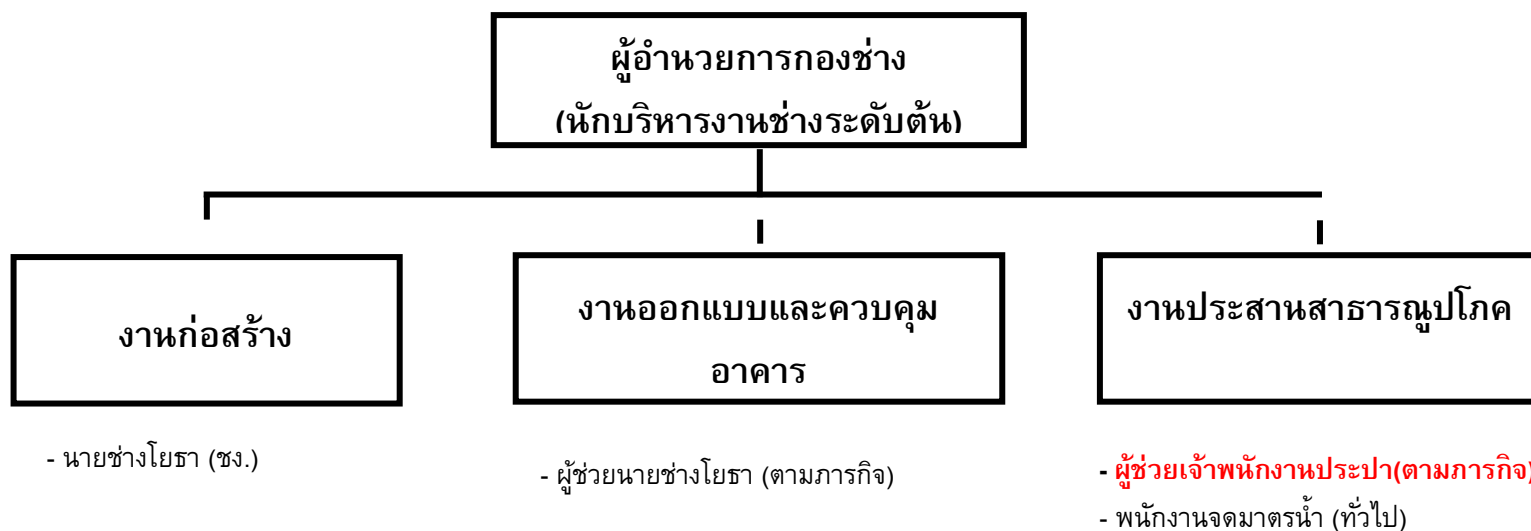 ผู้อำนวยการกองช่าง
(นักบริหารงานช่างระดับต้น)
งานก่อสร้าง
งานออกแบบและควบคุม
อาคาร
งานประสานสาธารณูปโภค
- นายช่างโยธา (ชง.)
- ผู้ช่วยนายช่างโยธา (ตามภารกิจ)
- ผู้ช่วยเจ้าพนักงานประปา(ตามภารกิจ)
- พนักงานจดมาตรน้ำ (ทั่วไป)